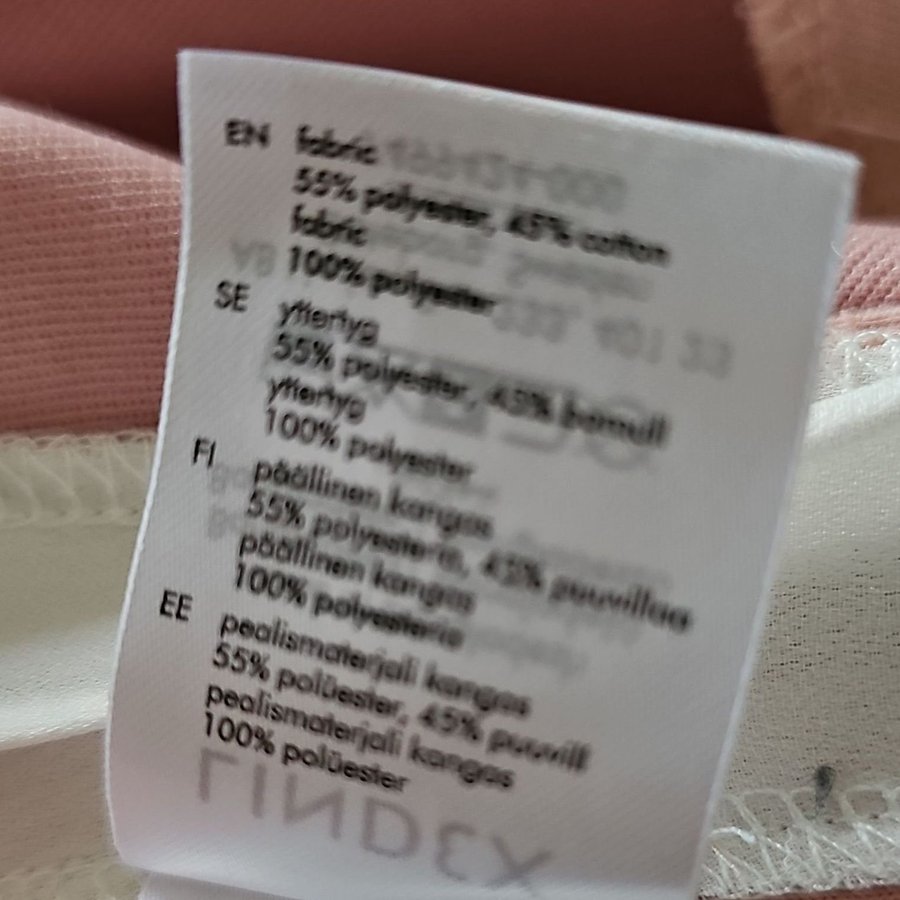 EN fabric
55% polyester, 45% cotton
fabric
100% polyester
SE yttertyg
55% polyester, 45% bomull
yttertyg
100% polyester
FI päällinen kangas
55% polyesteria, 45% puuvillaa
päällinen kangas
100% polyesteria
EE pealismaterjali kangas
55% polüester, 45% puuvill
pealismaterjali kangas
100% polüester
LINDEX